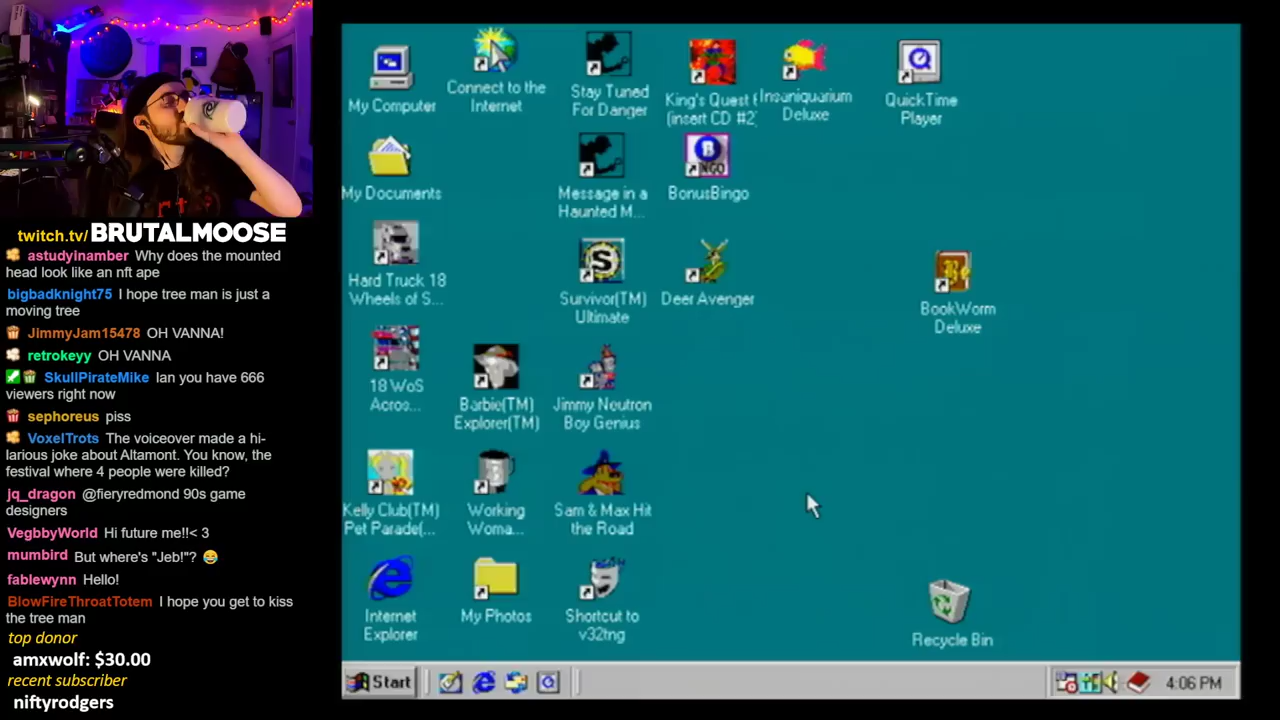 twitch.tv/BRUTALMOOSE
astudyinamber Why does the mounted
head look like an nft ape
bigbadknight75 I hope tree man is just a
moving tree
JimmyJam15478 OH VANNA!
retrokeyy OH VANNA
SkullPirateMike Ian you have 666
viewers right now
sephoreus piss
VoxelTrots The voiceover made a hi-
larious joke about Altamont. You know, the
festival where 4 people were killed?
jq_dragon @fieryredmond 90s game
designers
VegbbyWorld Hi future me!!< 3
mumbird But where's "Jeb!"? 😂
fablewynn Hello!
BlowFireThroatTotem I hope you get to kiss
the tree man
top donor
amxwolf: $30.00
recent subscriber
niftyrodgers
My Computer
Connect to the
Internet
Stay Tuned
For Danger
King's Quest
(insert CD #2)
Insaniquarium
Deluxe
QuickTime
Player
My Documents
Message in a
Haunted M...
BonusBingo
Hard Truck 18
Wheels of S...
Survivor(TM)
Ultimate
Deer Avenger
BookWorm
Deluxe
18 WoS
Acros...
Barbie(TM)
Explorer(TM)
Jimmy Neutron
Boy Genius
Kelly Club(TM)
Pet Parade(...
Working
Woma...
Sam & Max Hit
the Road
Internet
Explorer
My Photos
Shortcut to
v32tng
Recycle Bin
Start
4:06 PM